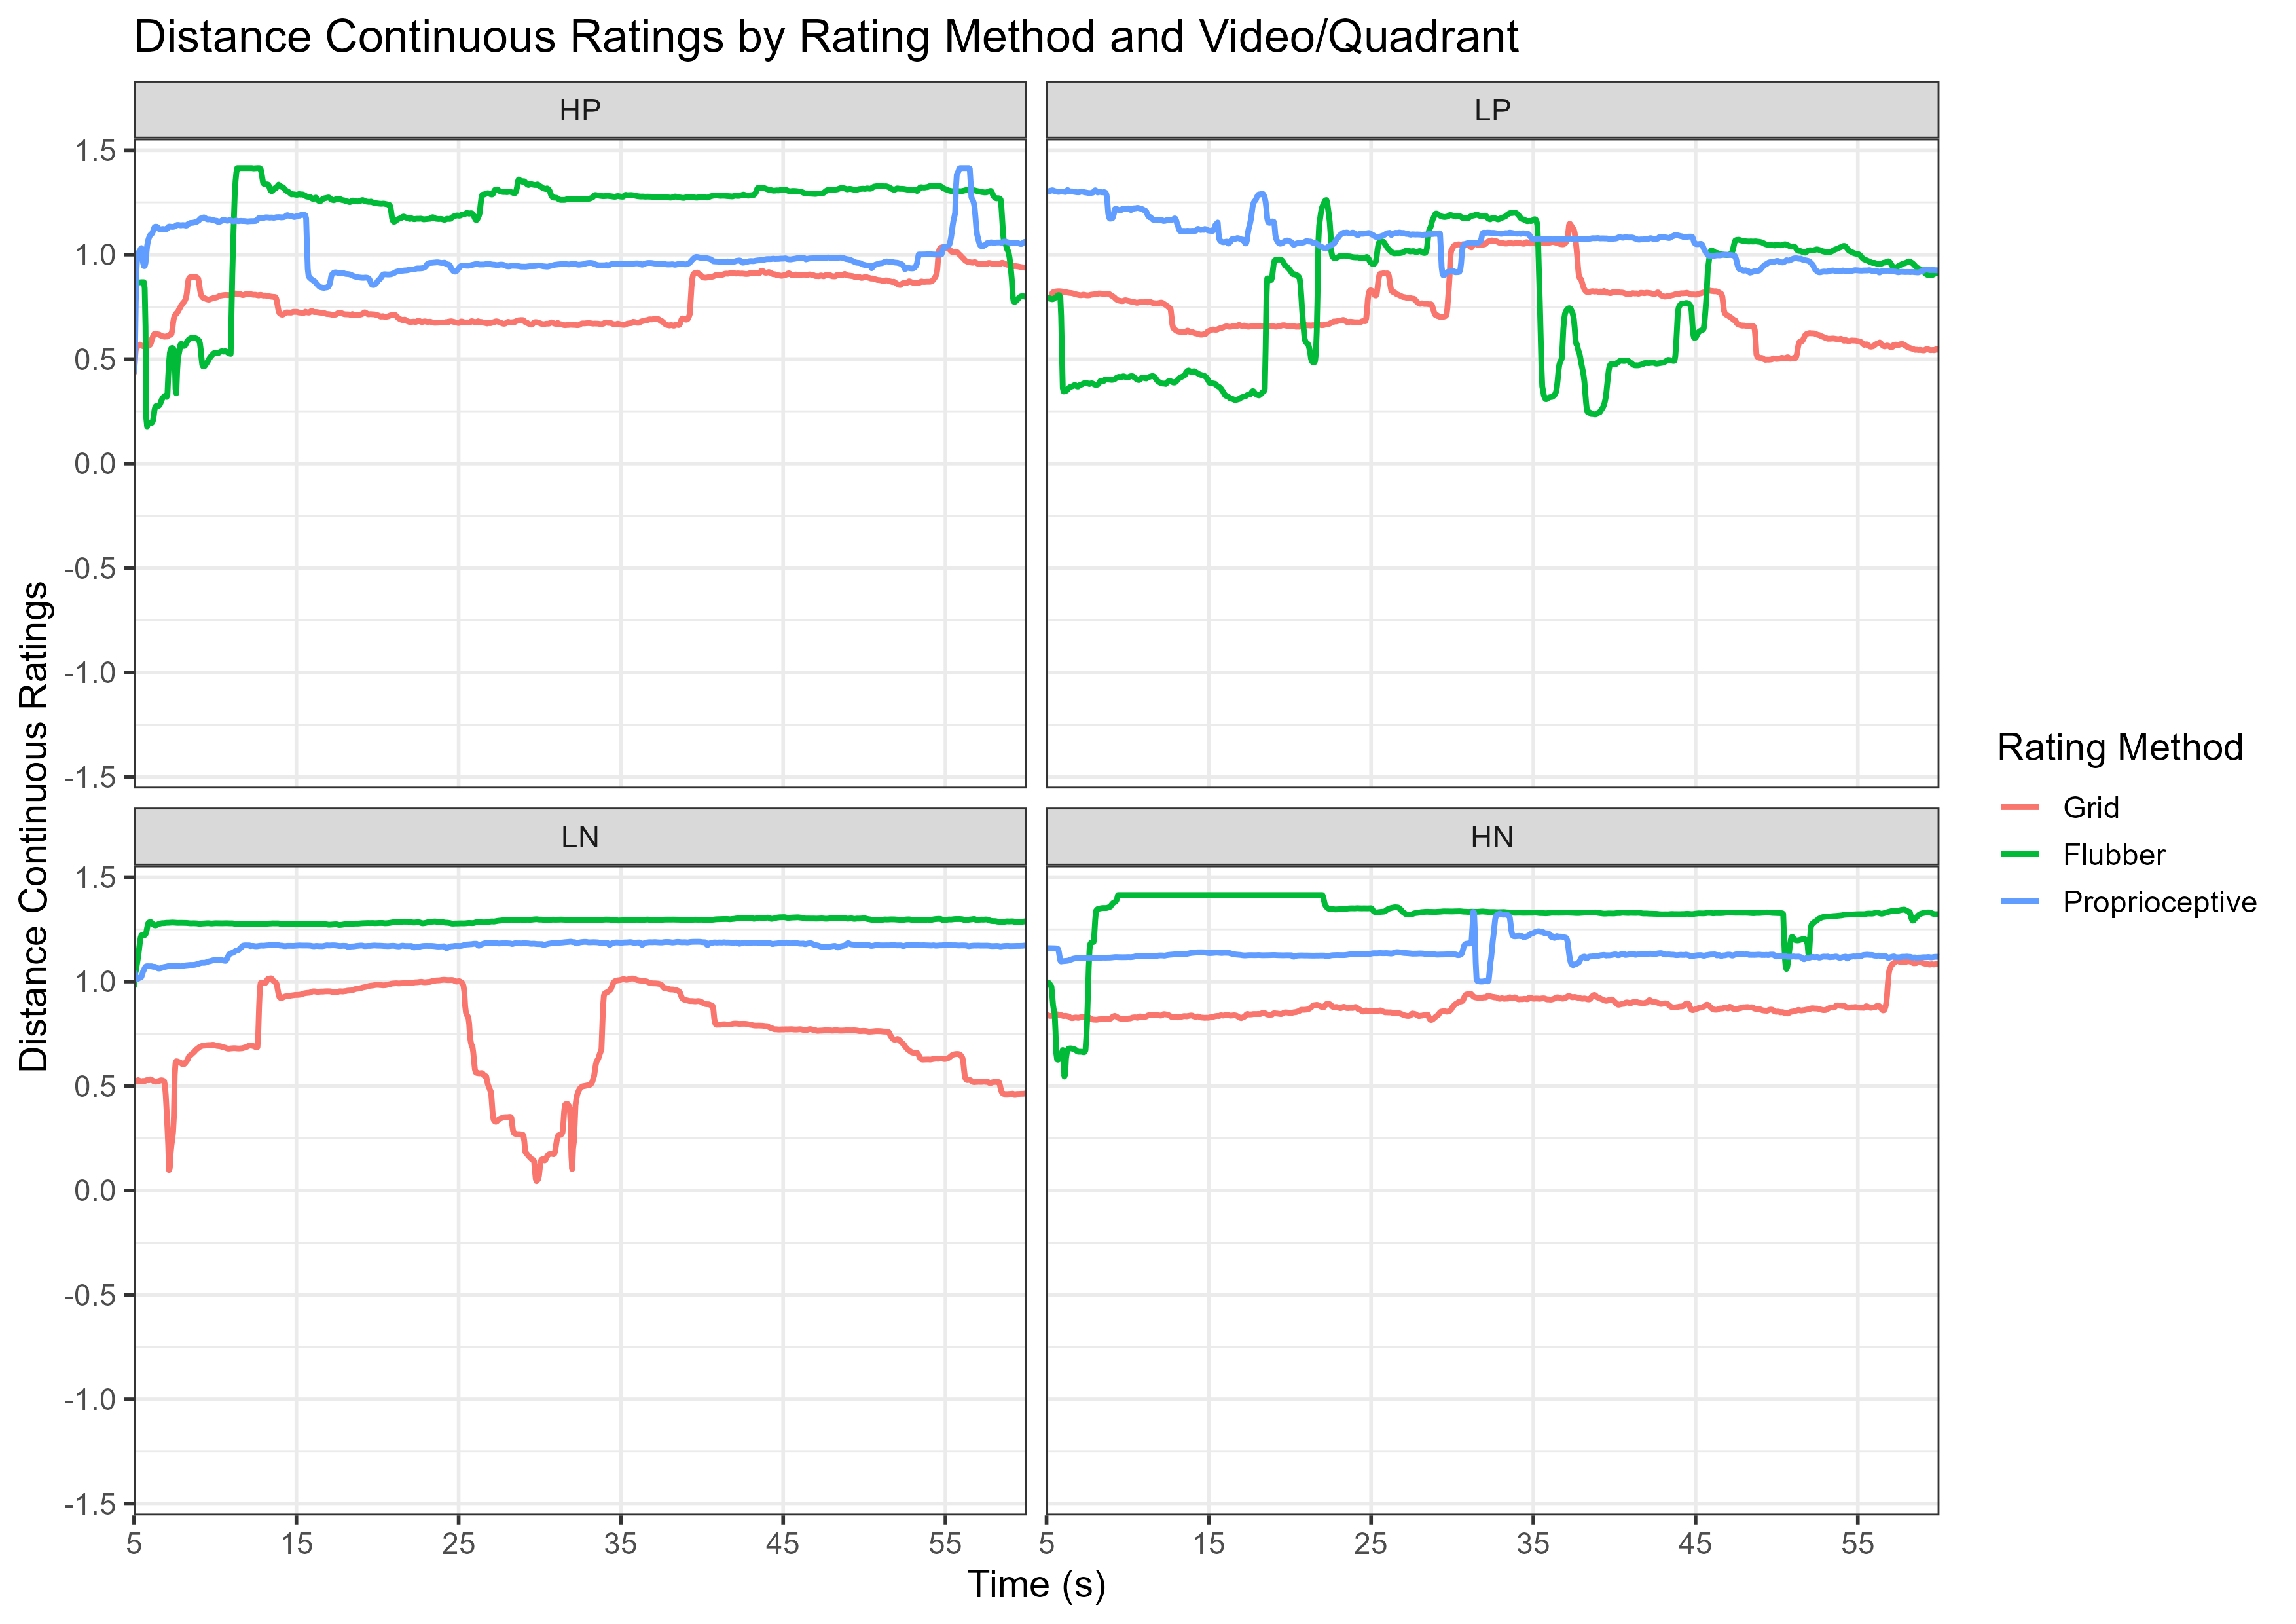 Distance Continuous Ratings by Rating Method and Video/Quadrant
HP
LP
1.5
1.0
0.5
0.0
-0.5
-1.0
-1.5
LN
HN
1.5
1.0
0.5
0.0
-0.5
-1.0
-1.5
5 15 25 35 45 55
5 15 25 35 45 55
Time (s)
Distance Continuous Ratings
Rating Method
Grid
Flubber
Proprioceptive